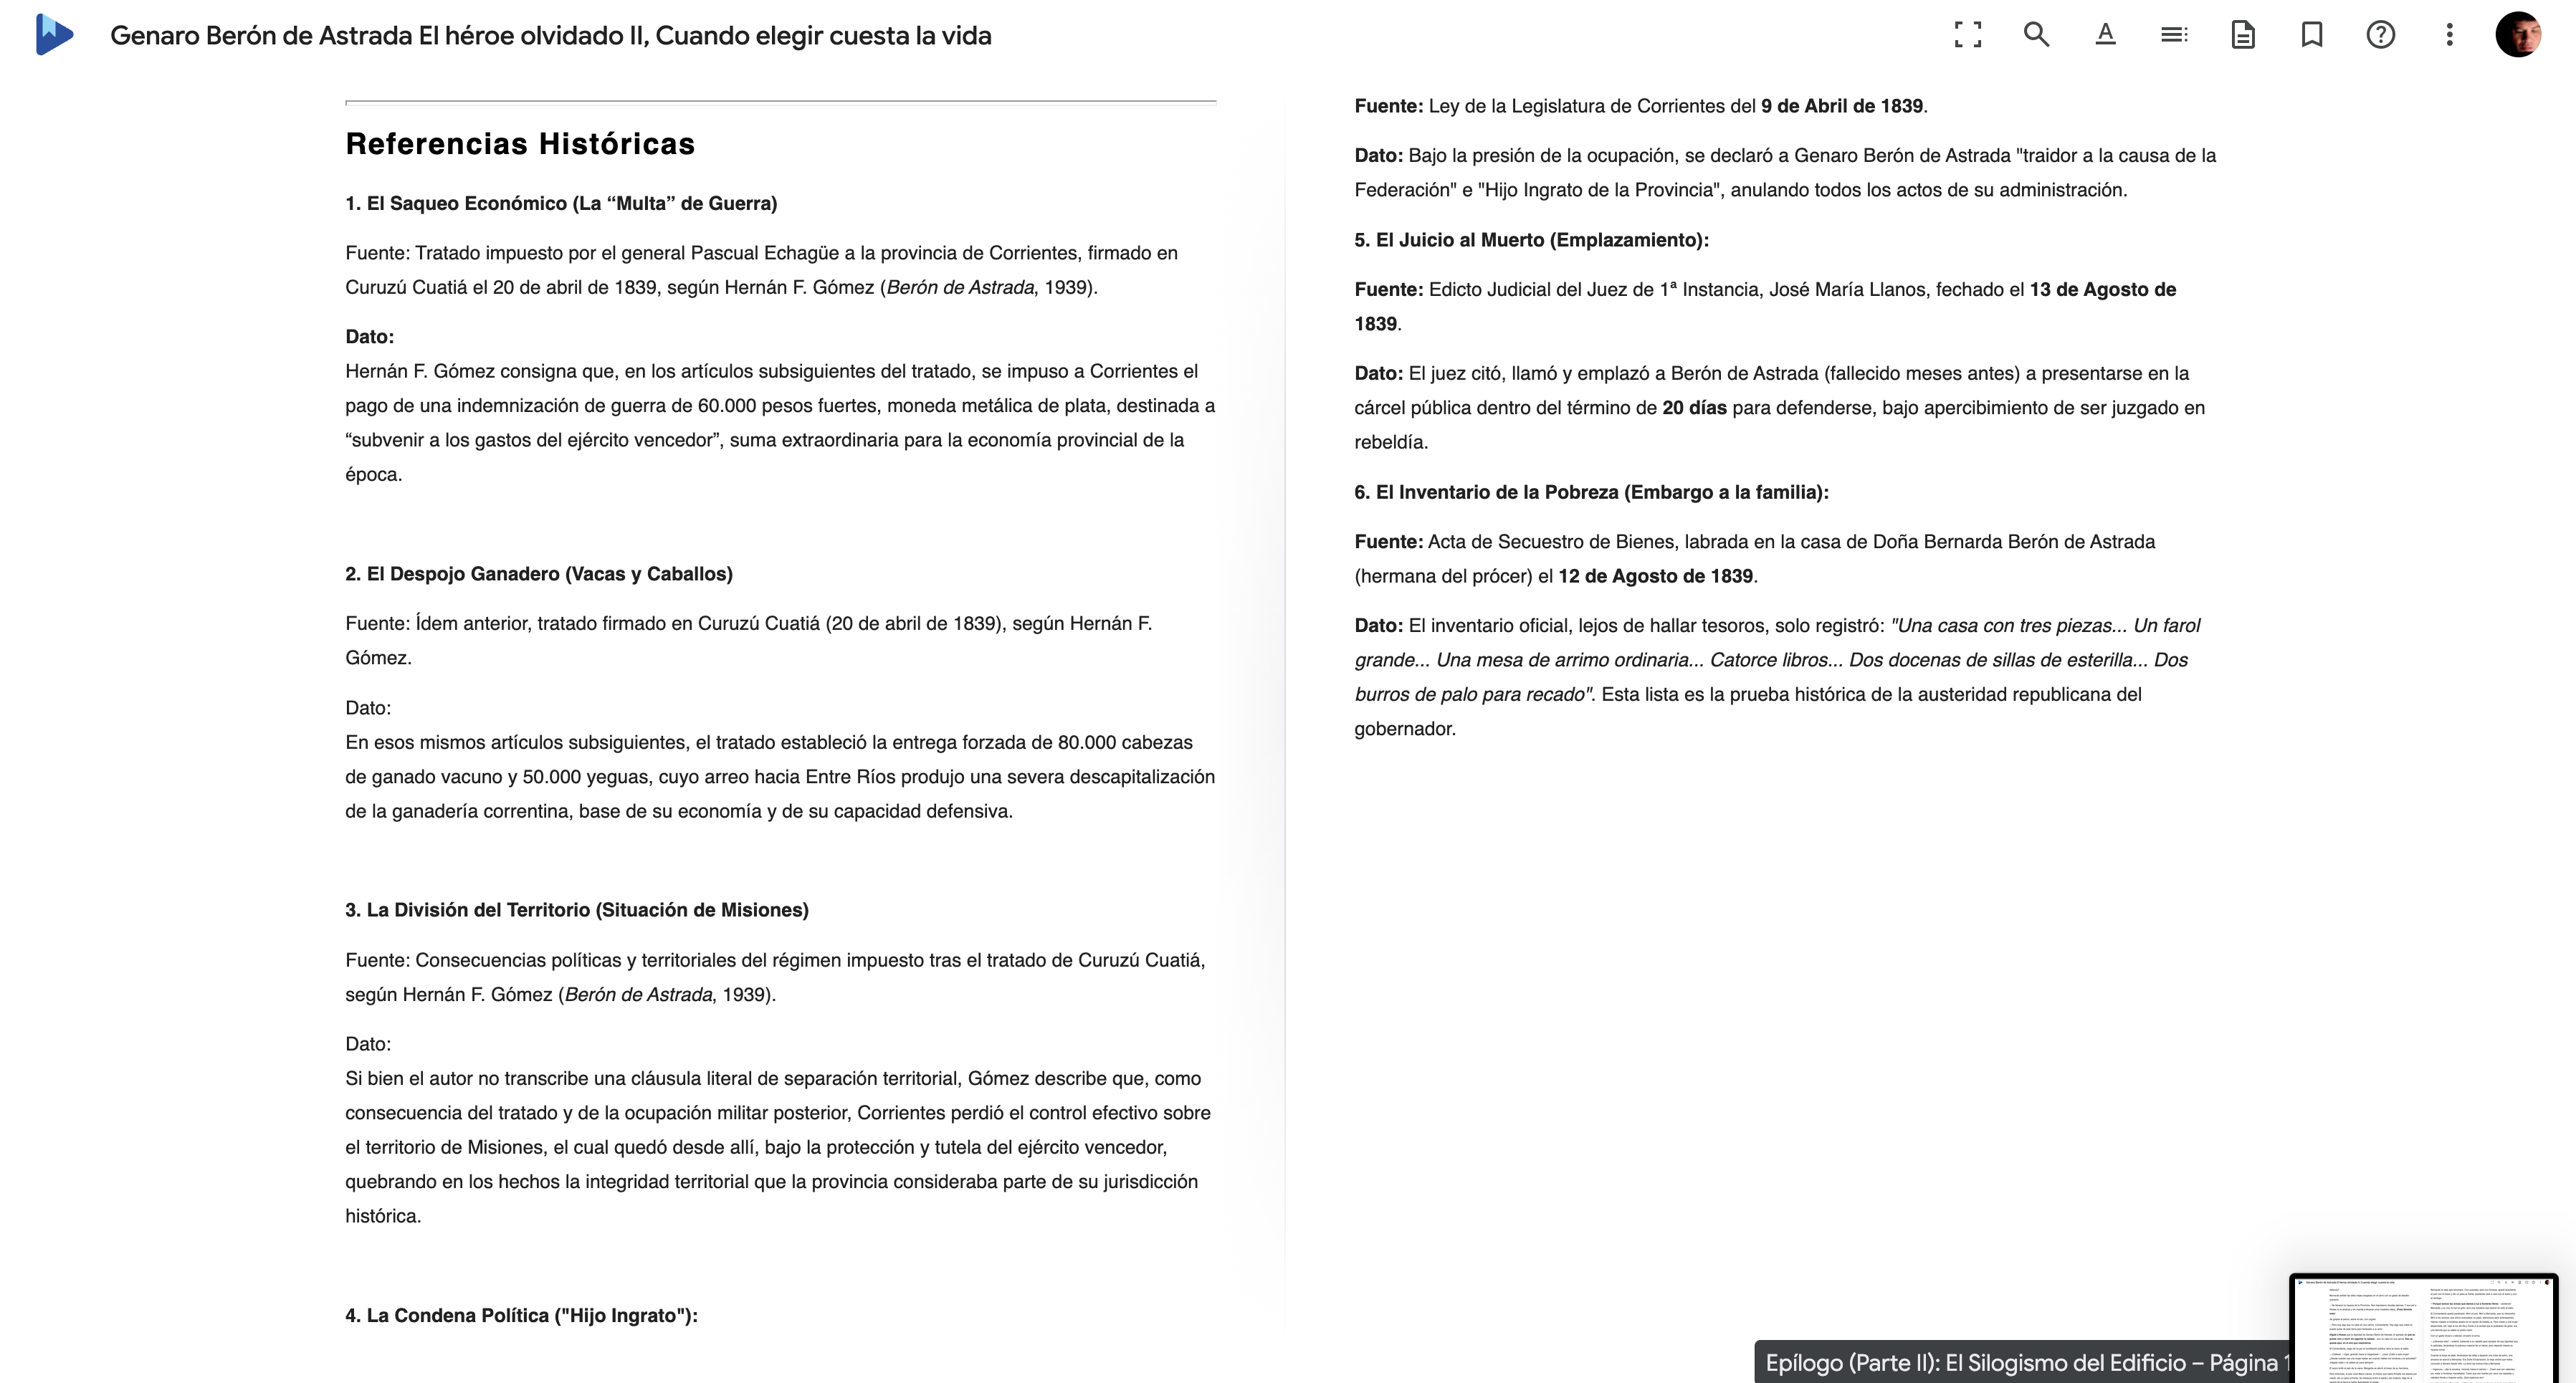 Genaro Berón de Astrada El héroe olvidado II, Cuando elegir cuesta la vida
Referencias Históricas
1. El Saqueo Económico (La “Multa” de Guerra)
Fuente: Tratado impuesto por el general Pascual Echagüe a la provincia de Corrientes, firmado en
Curuzú Cuatiá el 20 de abril de 1839, según Hernán F. Gómez (Berón de Astrada, 1939).
Dato:
Hernán F. Gómez consigna que, en los artículos subsiguientes del tratado, se impuso a Corrientes el
pago de una indemnización de guerra de 60.000 pesos fuertes, moneda metálica de plata, destinada a
“subvenir a los gastos del ejército vencedor”, suma extraordinaria para la economía provincial de la
época.
2. El Despojo Ganadero (Vacas y Caballos)
Fuente: Ídem anterior, tratado firmado en Curuzú Cuatiá (20 de abril de 1839), según Hernán F.
Gómez.
Dato:
En esos mismos artículos subsiguientes, el tratado estableció la entrega forzada de 80.000 cabezas
de ganado vacuno y 50.000 yeguas, cuyo arreo hacia Entre Ríos produjo una severa descapitalización
de la ganadería correntina, base de su economía y de su capacidad defensiva.
3. La División del Territorio (Situación de Misiones)
Fuente: Consecuencias políticas y territoriales del régimen impuesto tras el tratado de Curuzú Cuatiá,
según Hernán F. Gómez (Berón de Astrada, 1939).
Dato:
Si bien el autor no transcribe una cláusula literal de separación territorial, Gómez describe que, como
consecuencia del tratado y de la ocupación militar posterior, Corrientes perdió el control efectivo sobre
el territorio de Misiones, el cual quedó desde allí, bajo la protección y tutela del ejército vencedor,
quebrando en los hechos la integridad territorial que la provincia consideraba parte de su jurisdicción
histórica.
4. La Condena Política ("Hijo Ingrato"):
Fuente: Ley de la Legislatura de Corrientes del 9 de Abril de 1839.
Dato: Bajo la presión de la ocupación, se declaró a Genaro Berón de Astrada "traidor a la causa de la
Federación" e "Hijo Ingrato de la Provincia", anulando todos los actos de su administración.
5. El Juicio al Muerto (Emplazamiento):
Fuente: Edicto Judicial del Juez de 1ª Instancia, José María Llanos, fechado el 13 de Agosto de
1839.
Dato: El juez citó, llamó y emplazó a Berón de Astrada (fallecido meses antes) a presentarse en la
cárcel pública dentro del término de 20 días para defenderse, bajo apercibimiento de ser juzgado en
rebeldía.
6. El Inventario de la Pobreza (Embargo a la familia):
Fuente: Acta de Secuestro de Bienes, labrada en la casa de Doña Bernarda Berón de Astrada
(hermana del prócer) el 12 de Agosto de 1839.
Dato: El inventario oficial, lejos de hallar tesoros, solo registró: "Una casa con tres piezas... Un farol
grande... Una mesa de arrimo ordinaria... Catorce libros... Dos docenas de sillas de esterilla... Dos
burros de palo para recado". Esta lista es la prueba histórica de la austeridad republicana del
gobernador.
Epílogo (Parte II): El Silogismo del Edificio – Página 1